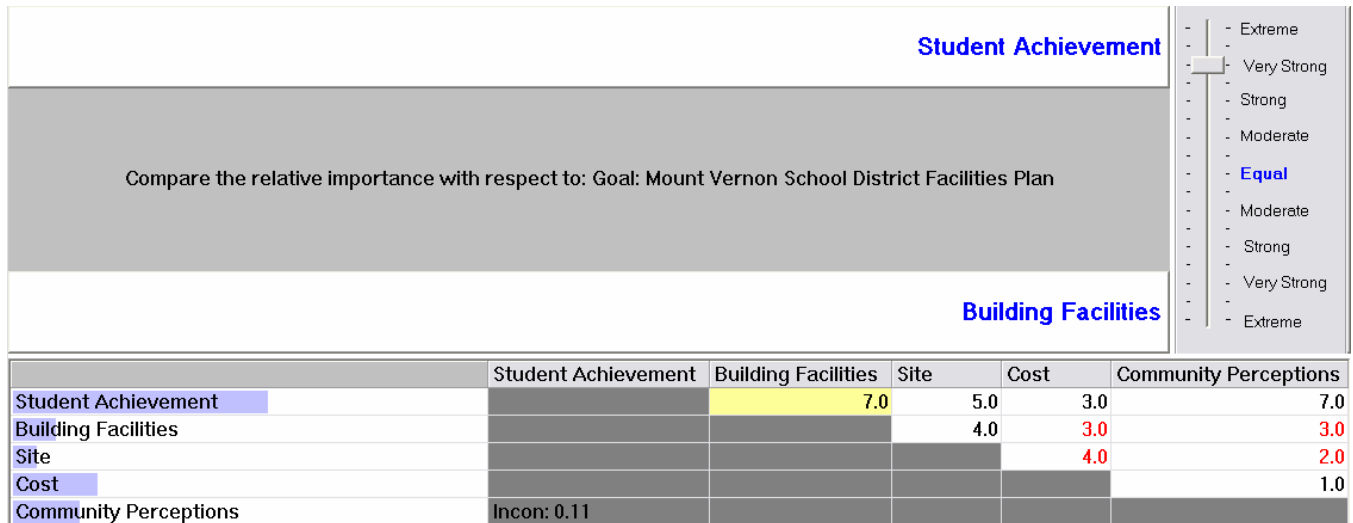 Student Achievement
Extreme
Very Strong
Strong
Moderate
Equal
Moderate
Strong
Very Strong
Extreme
Compare the relative importance with respect to: Goal: Mount Vernon School District Facilities Plan
Building Facilities
Student Achievement Building Facilities Site Cost Community Perceptions
Student Achievement 7.0 5.0 3.0 7.0
Building Facilities 4.0 3.0 3.0
Site 4.0 2.0
Cost 1.0
Community Perceptions Incon: 0.11